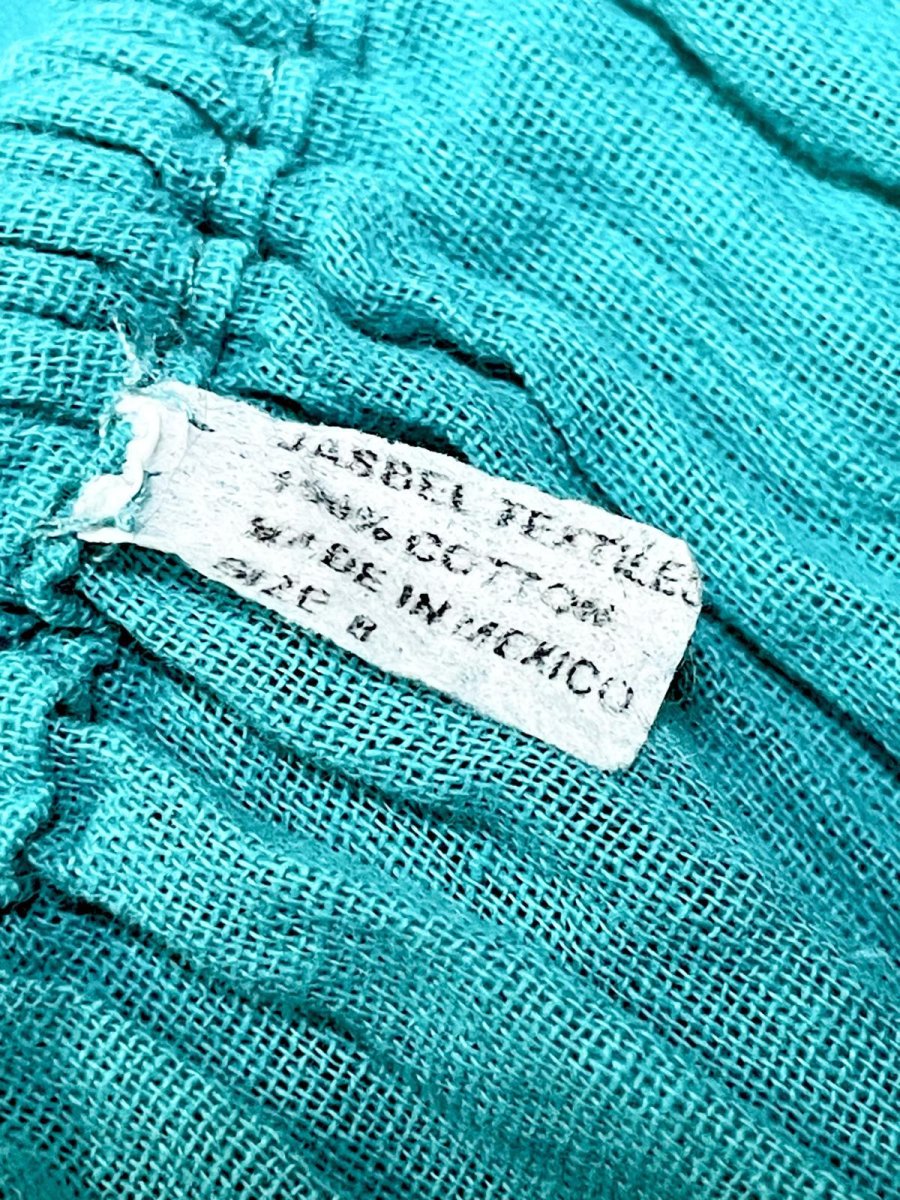 JASBEL TEXTILES
100% COTTON
MADE IN MEXICO
SIZE M